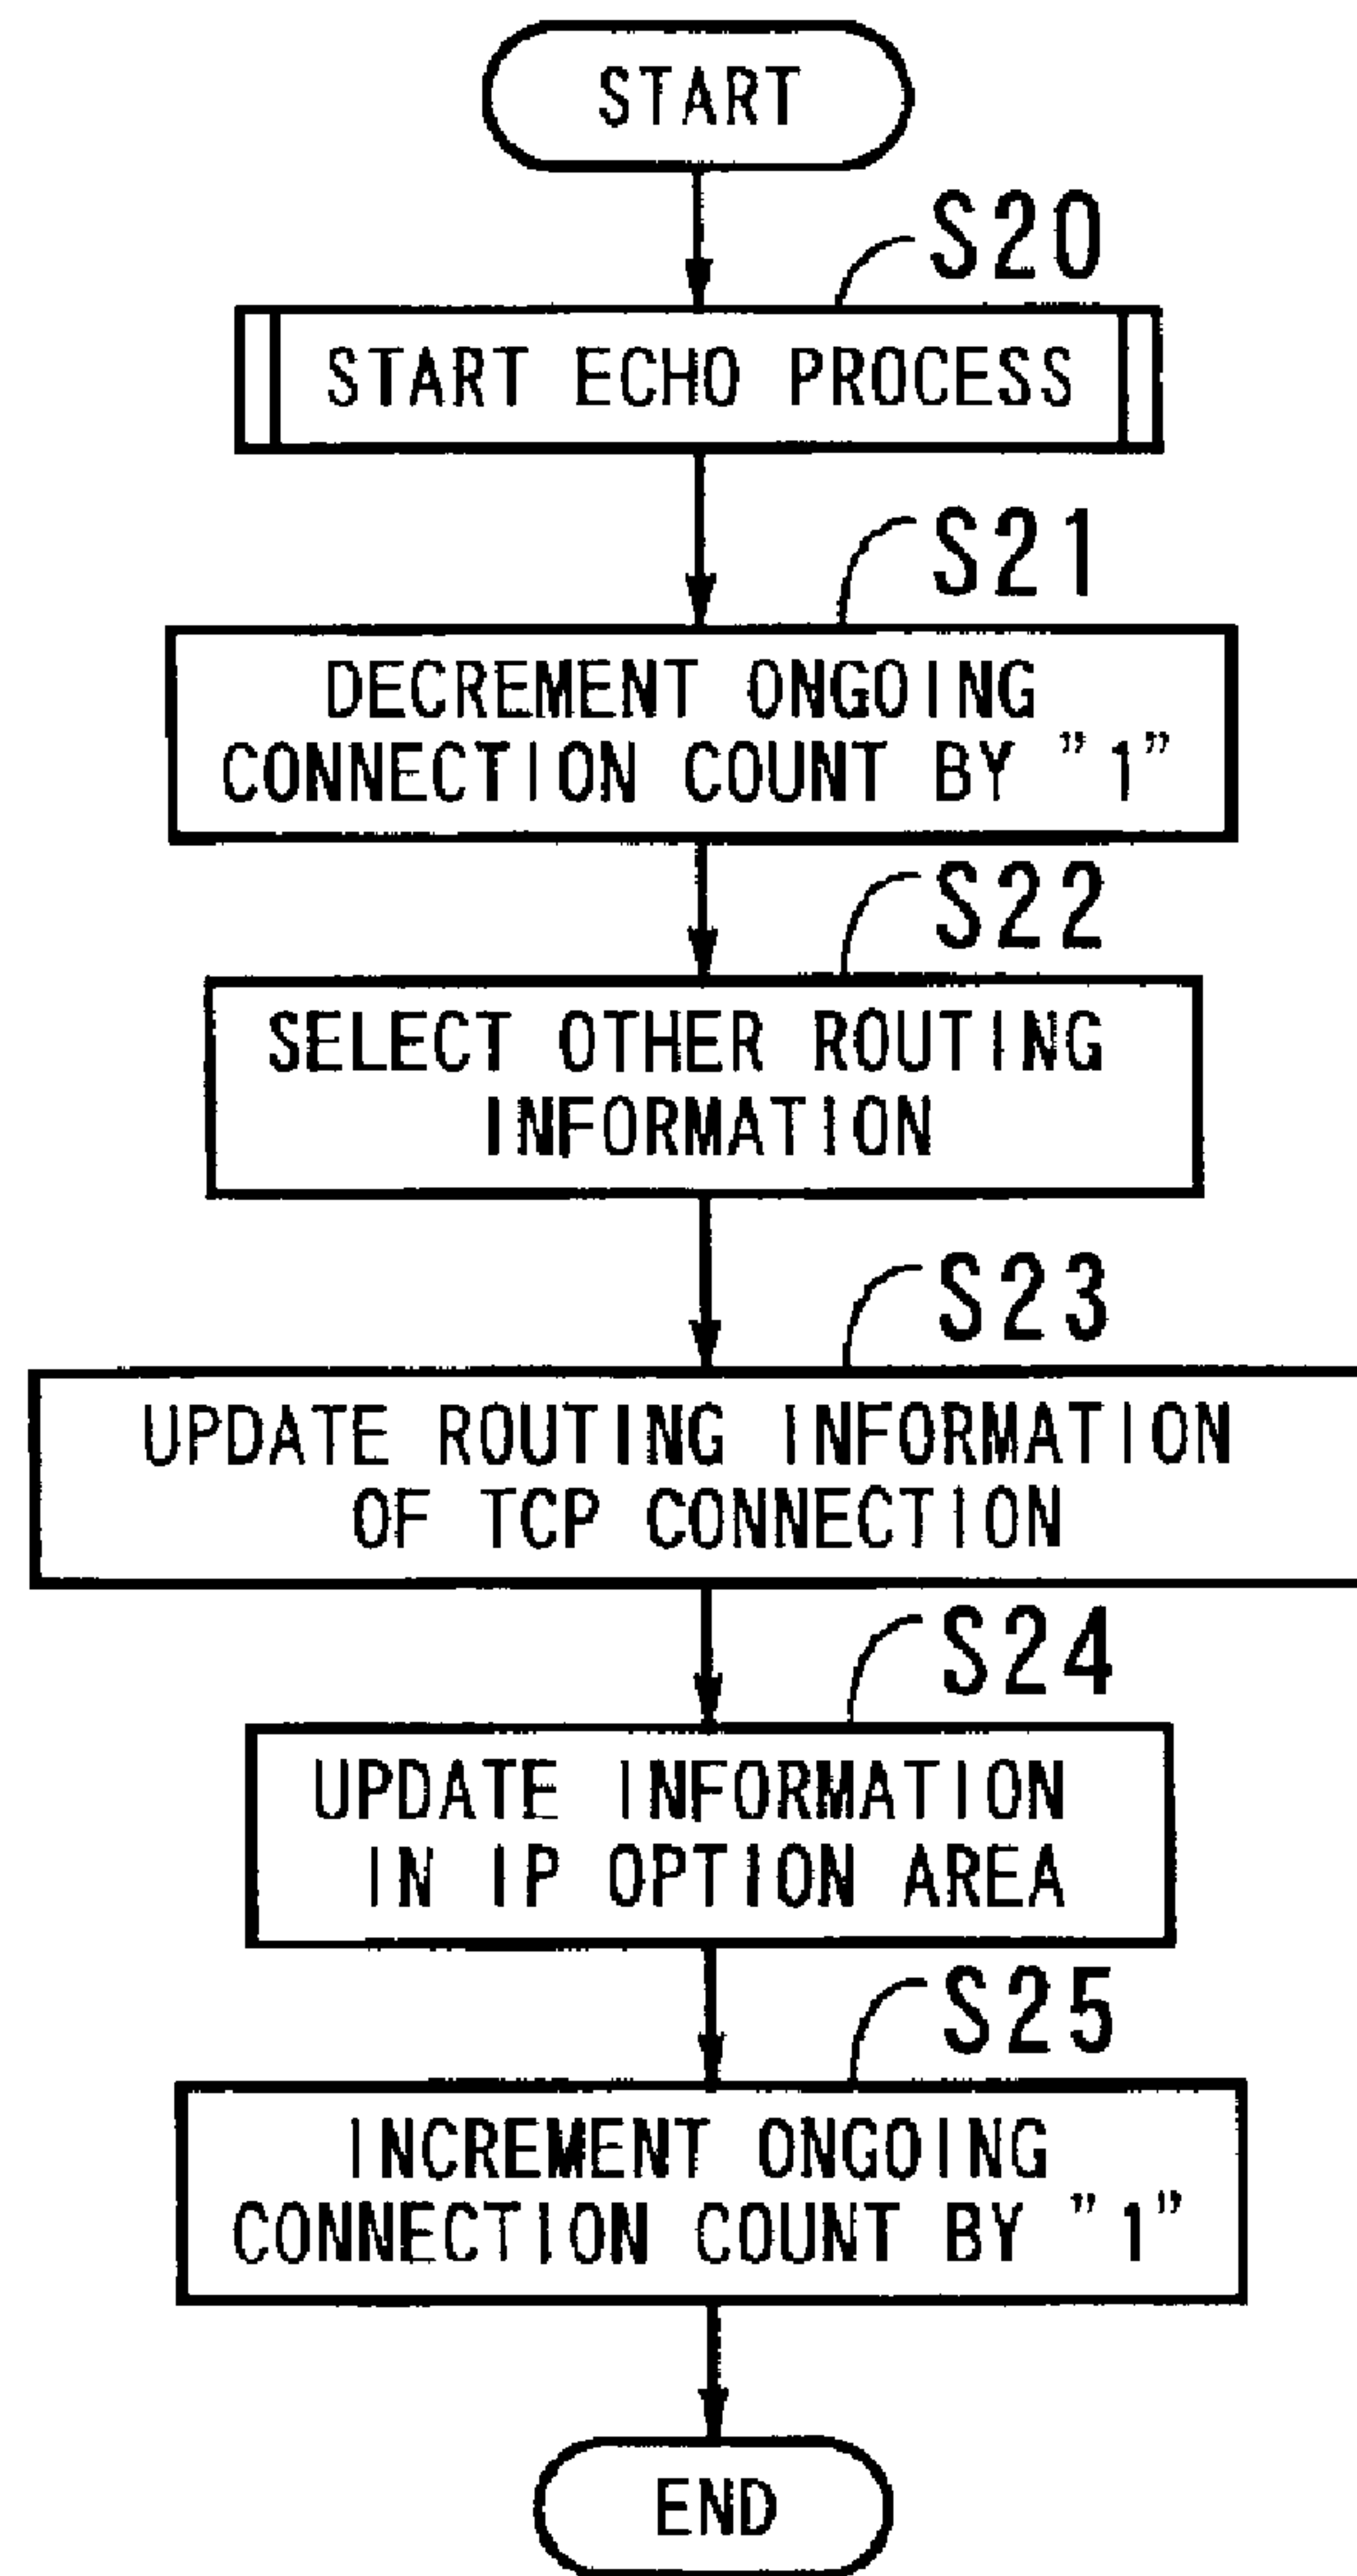 START
S20
START ECHO PROCESS
S21
DECREMENT ONGOING
CONNECTION COUNT BY "1"
S22
SELECT OTHER ROUTING
INFORMATION
S23
UPDATE ROUTING INFORMATION
OF TCP CONNECTION
S24
UPDATE INFORMATION
IN IP OPTION AREA
S25
INCREMENT ONGOING
CONNECTION COUNT BY "1"
END